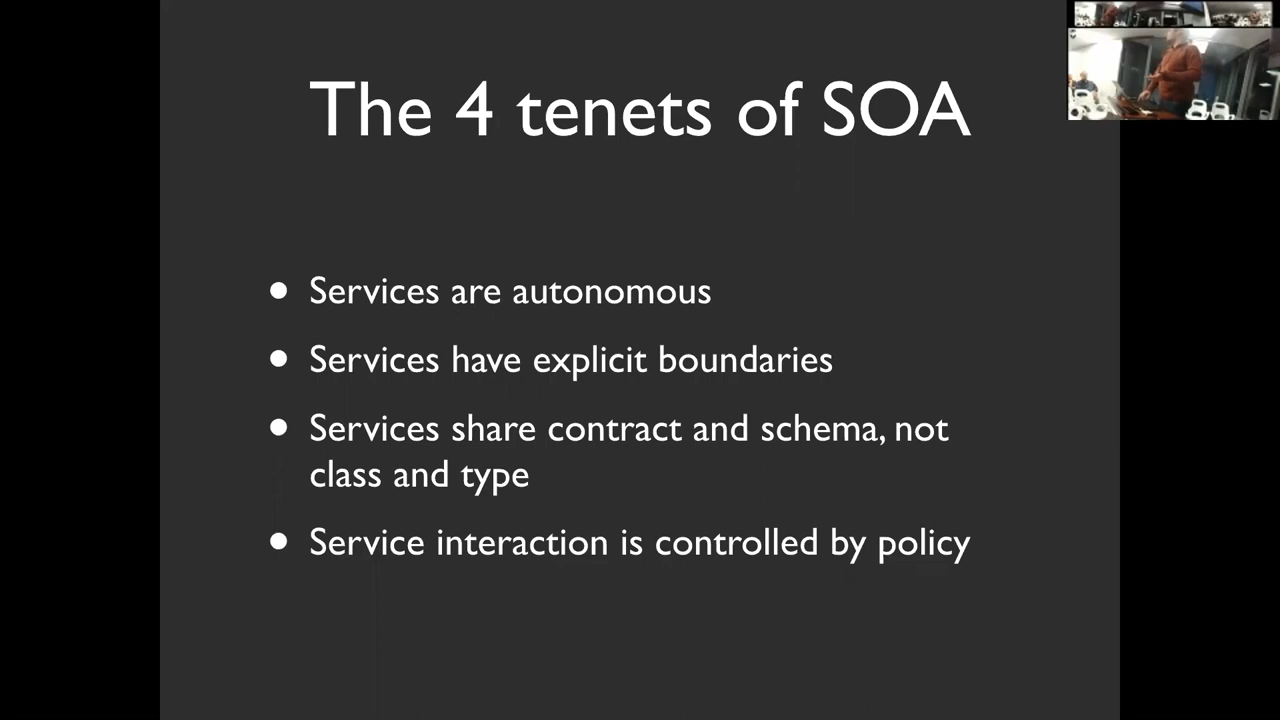 The 4 tenets of SOA
• Services are autonomous
• Services have explicit boundaries
• Services share contract and schema, not
class and type
• Service interaction is controlled by policy